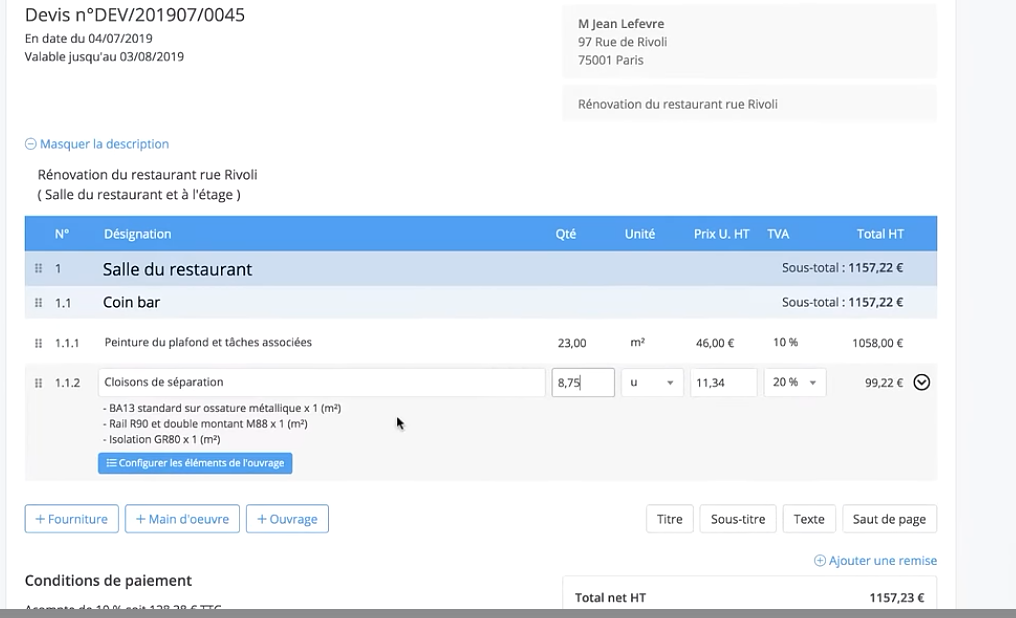 Devis n°DEV/201907/0045
En date du 04/07/2019
Valable jusqu'au 03/08/2019
M Jean Lefevre
97 Rue de Rivoli
75001 Paris
Rénovation du restaurant rue Rivoli
Masquer la description
Rénovation du restaurant rue Rivoli
( Salle du restaurant et à l'étage )
N° Désignation Qté Unité Prix U. HT TVA Total HT
1 Salle du restaurant Sous-total : 1157,22 €
1.1 Coin bar Sous-total : 1157,22 €
1.1.1 Peinture du plafond et tâches associées 23,00 m² 46,00 € 10 % 1058,00 €
1.1.2 Cloisons de séparation 8,75 u 11,34 20 % 99,22 €
- BA13 standard sur ossature métallique x 1 (m²)
- Rail R90 et double montant M88 x 1 (m²)
- Isolation GR80 x 1 (m²)
Configurer les éléments de l'ouvrage
+ Fourniture + Main d'oeuvre + Ouvrage Titre Sous-titre Texte Saut de page
Ajouter une remise
Conditions de paiement
Total net HT 1157,23 €
Acompte de 10 % soit 128,38 € TTC